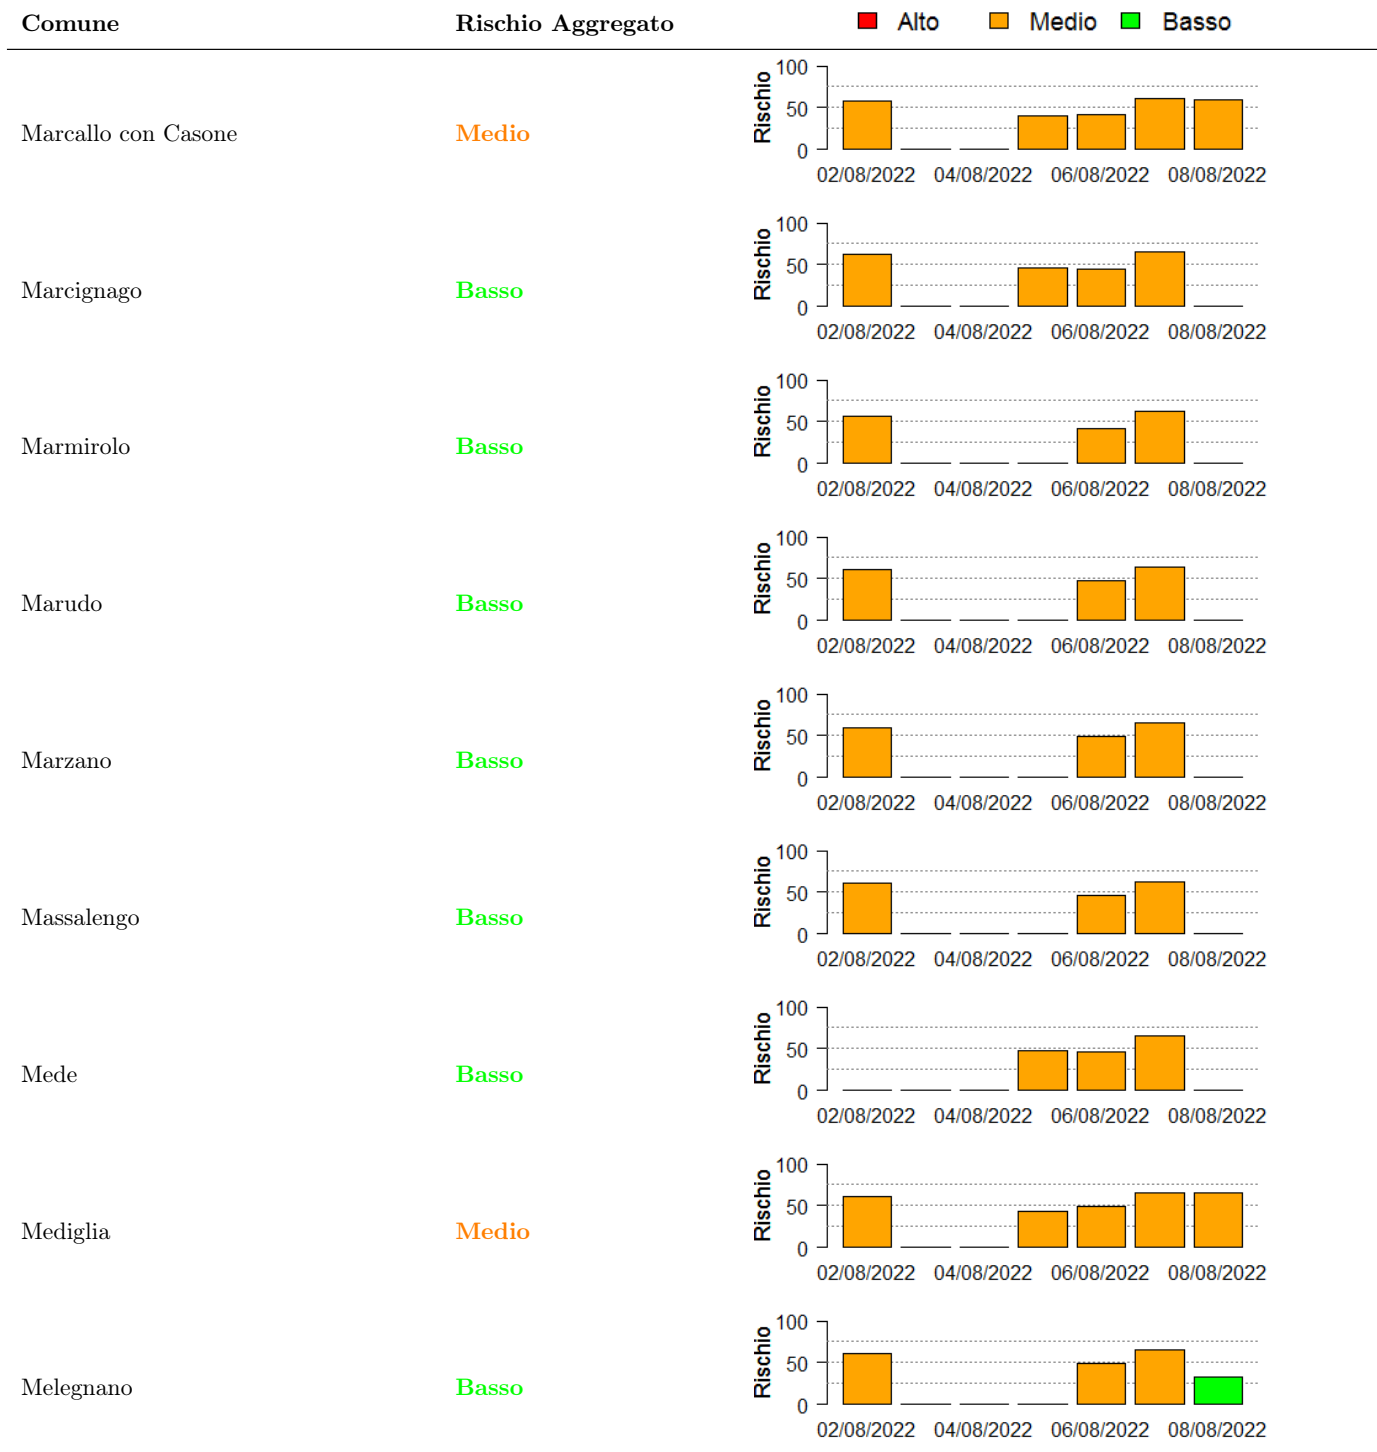 Comune Rischio Aggregato Alto Medio Basso
Marcallo con Casone Medio
Rischio
100
50
0
02/08/2022 04/08/2022 06/08/2022 08/08/2022
Marcignago Basso
Rischio
100
50
0
02/08/2022 04/08/2022 06/08/2022 08/08/2022
Marmirolo Basso
Rischio
100
50
0
02/08/2022 04/08/2022 06/08/2022 08/08/2022
Marudo Basso
Rischio
100
50
0
02/08/2022 04/08/2022 06/08/2022 08/08/2022
Marzano Basso
Rischio
100
50
0
02/08/2022 04/08/2022 06/08/2022 08/08/2022
Massalengo Basso
Rischio
100
50
0
02/08/2022 04/08/2022 06/08/2022 08/08/2022
Mede Basso
Rischio
100
50
0
02/08/2022 04/08/2022 06/08/2022 08/08/2022
Mediglia Medio
Rischio
100
50
0
02/08/2022 04/08/2022 06/08/2022 08/08/2022
Melegnano Basso
Rischio
100
50
0
02/08/2022 04/08/2022 06/08/2022 08/08/2022